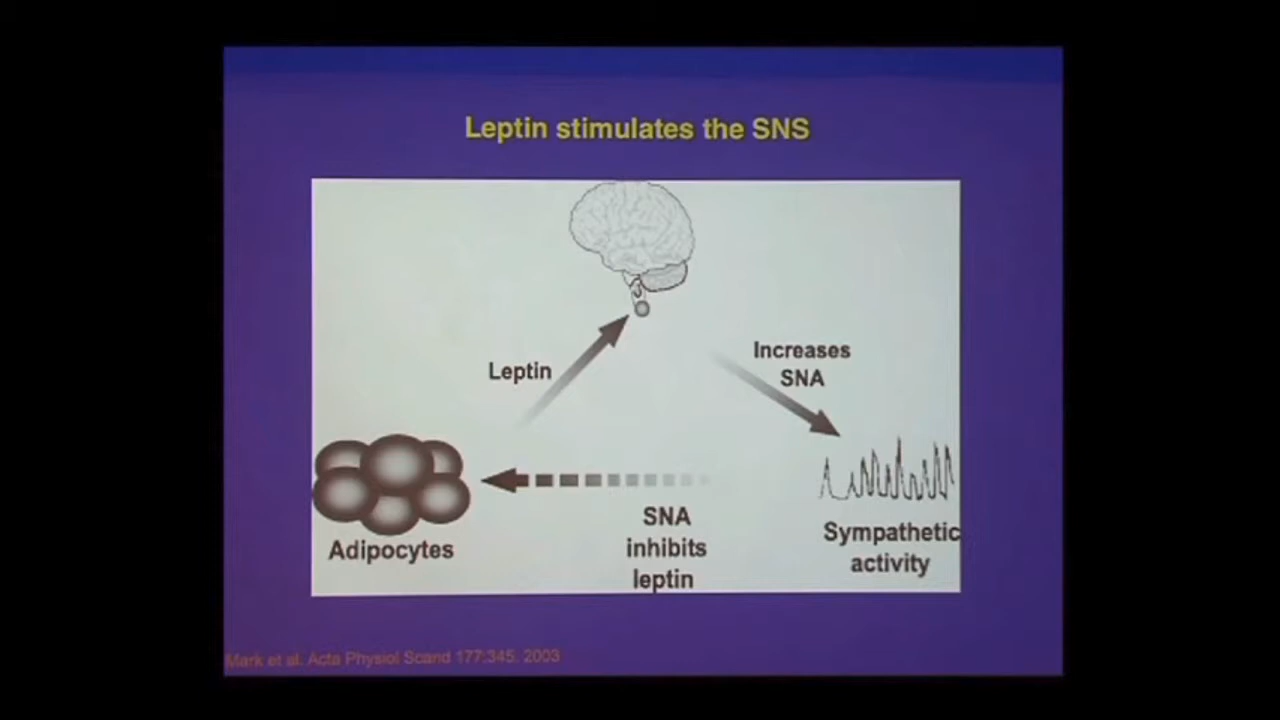 Leptin stimulates the SNS
Leptin
Increases
SNA
SNA
inhibits
leptin
Adipocytes
Sympathetic
activity
Mark et al. Acta Physiol Scand 177:345, 2003